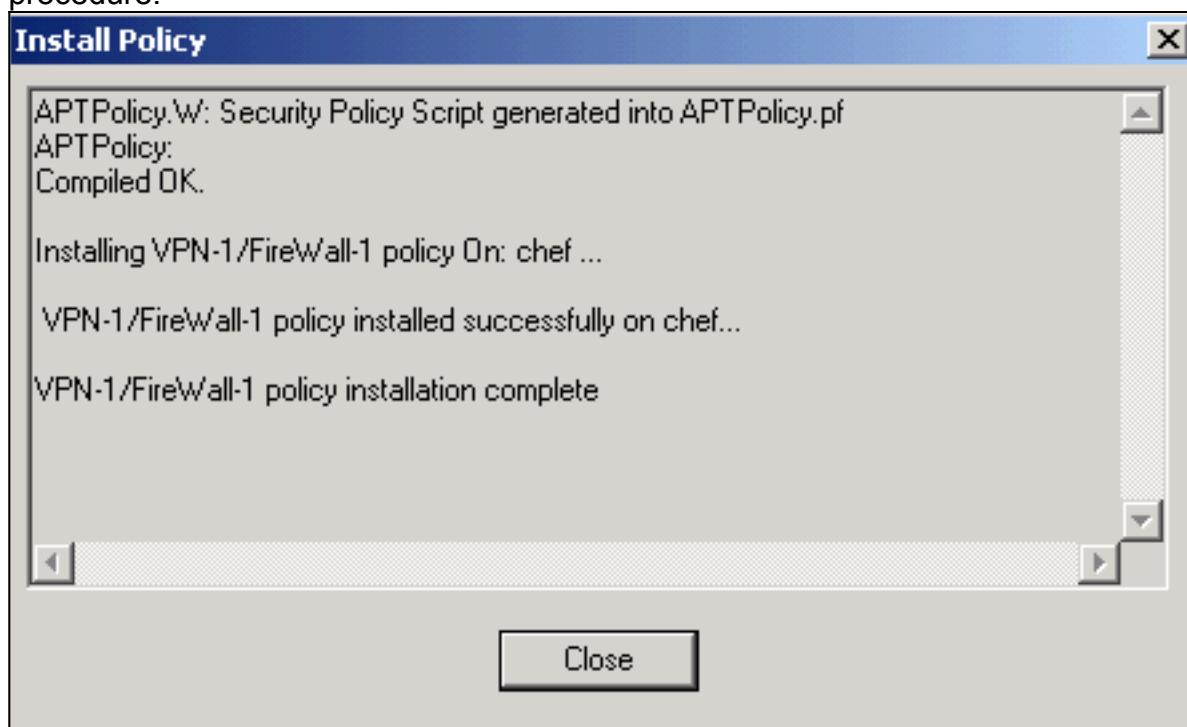 procedure.
Install Policy
APTPolicy.W: Security Policy Script generated into APTPolicy.pf
APTPolicy:
Compiled OK.
Installing VPN-1/FireWall-1 policy On: chef ...
VPN-1/FireWall-1 policy installed successfully on chef...
VPN-1/FireWall-1 policy installation complete
Close